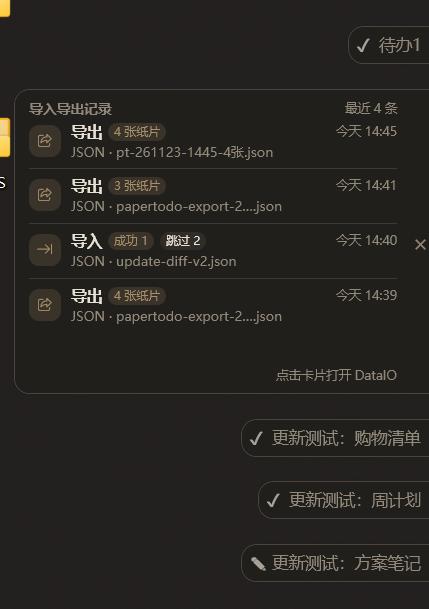 待办1
导入导出记录 最近 4 条
导出 4 张纸片 今天 14:45
JSON · pt-261123-1445-4张.json
导出 3 张纸片 今天 14:41
JSON · papertodo-export-2....json
导入 成功 1 跳过 2 今天 14:40
JSON · update-diff-v2.json
导出 4 张纸片 今天 14:39
JSON · papertodo-export-2....json
点击卡片打开 DataIO
更新测试：购物清单
更新测试：周计划
更新测试：方案笔记
s